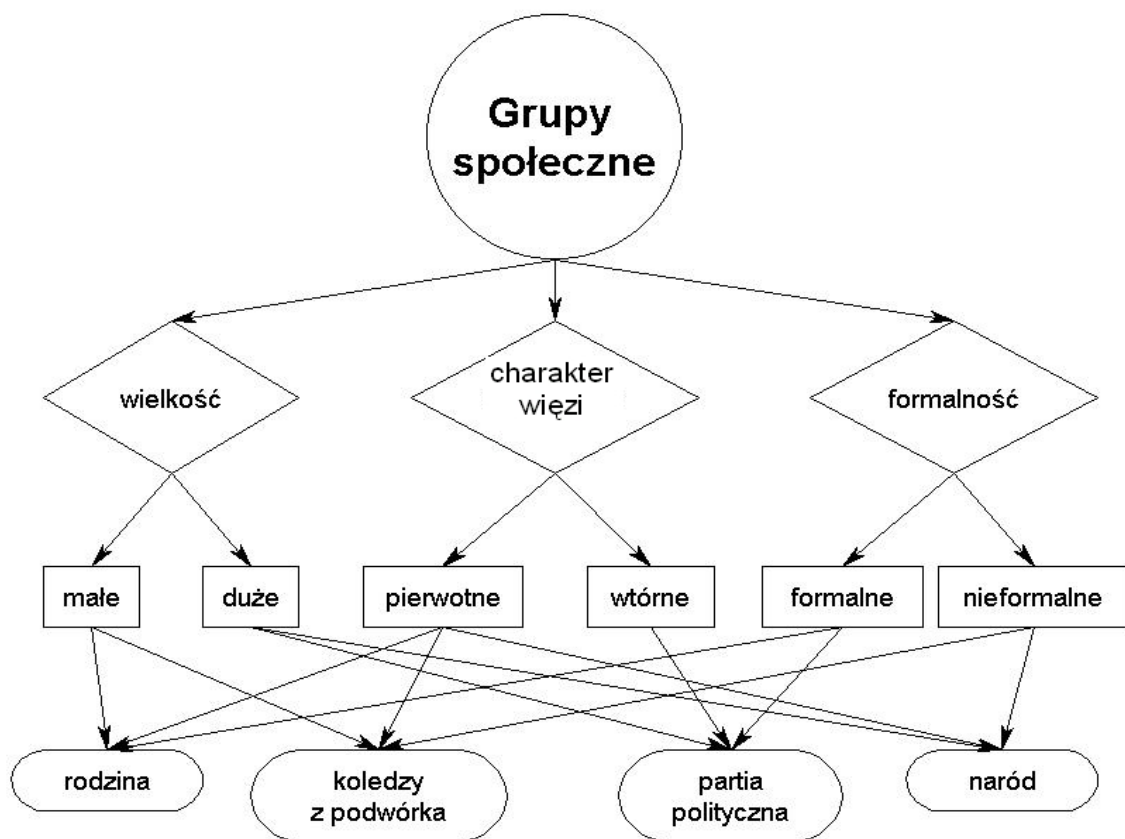 Grupy
społeczne
wielkość
charakter
więzi
formalność
małe
duże
pierwotne
wtórne
formalne
nieformalne
rodzina
koledzy
z podwórka
partia
polityczna
naród